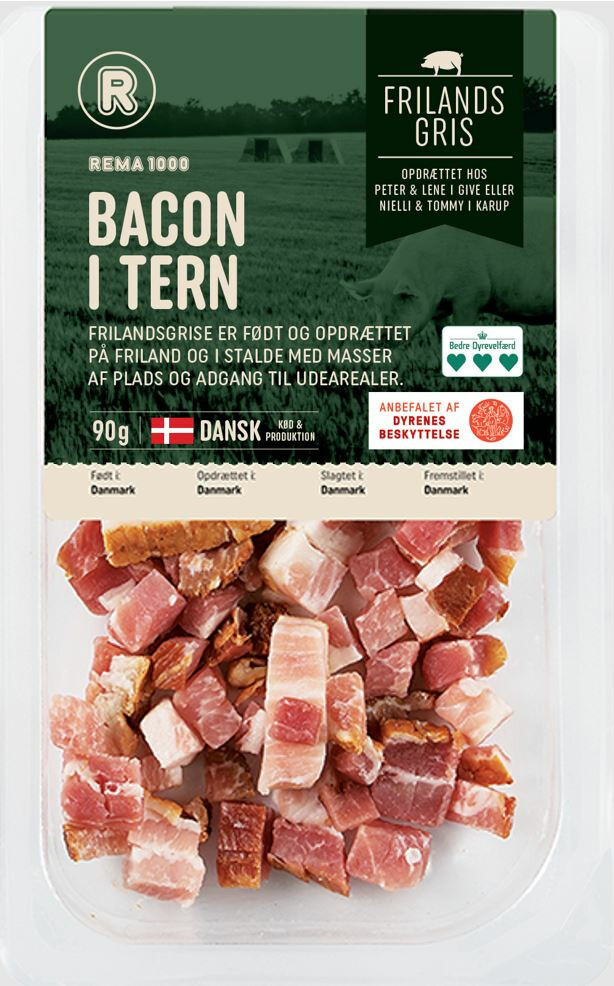 R
REMA 1000
BACON
I TERN
FRILANDSGRISE ER FØDT OG OPDRÆTTET
PÅ FRILAND OG I STALDE MED MASSER
AF PLADS OG ADGANG TIL UDEAREALER.
90g
DANSK
KØD &
PRODUKTION
FRILANDS
GRIS
OPDRÆTTET HOS
PETER & LENE I GIVE ELLER
NIELLI & TOMMY I KARUP
Bedre Dyrevelfærd
ANBEFALET AF
DYRENES
BESKYTTELSE
Født i:
Danmark
Opdrættet i:
Danmark
Slagtet i:
Danmark
Fremstillet i:
Danmark